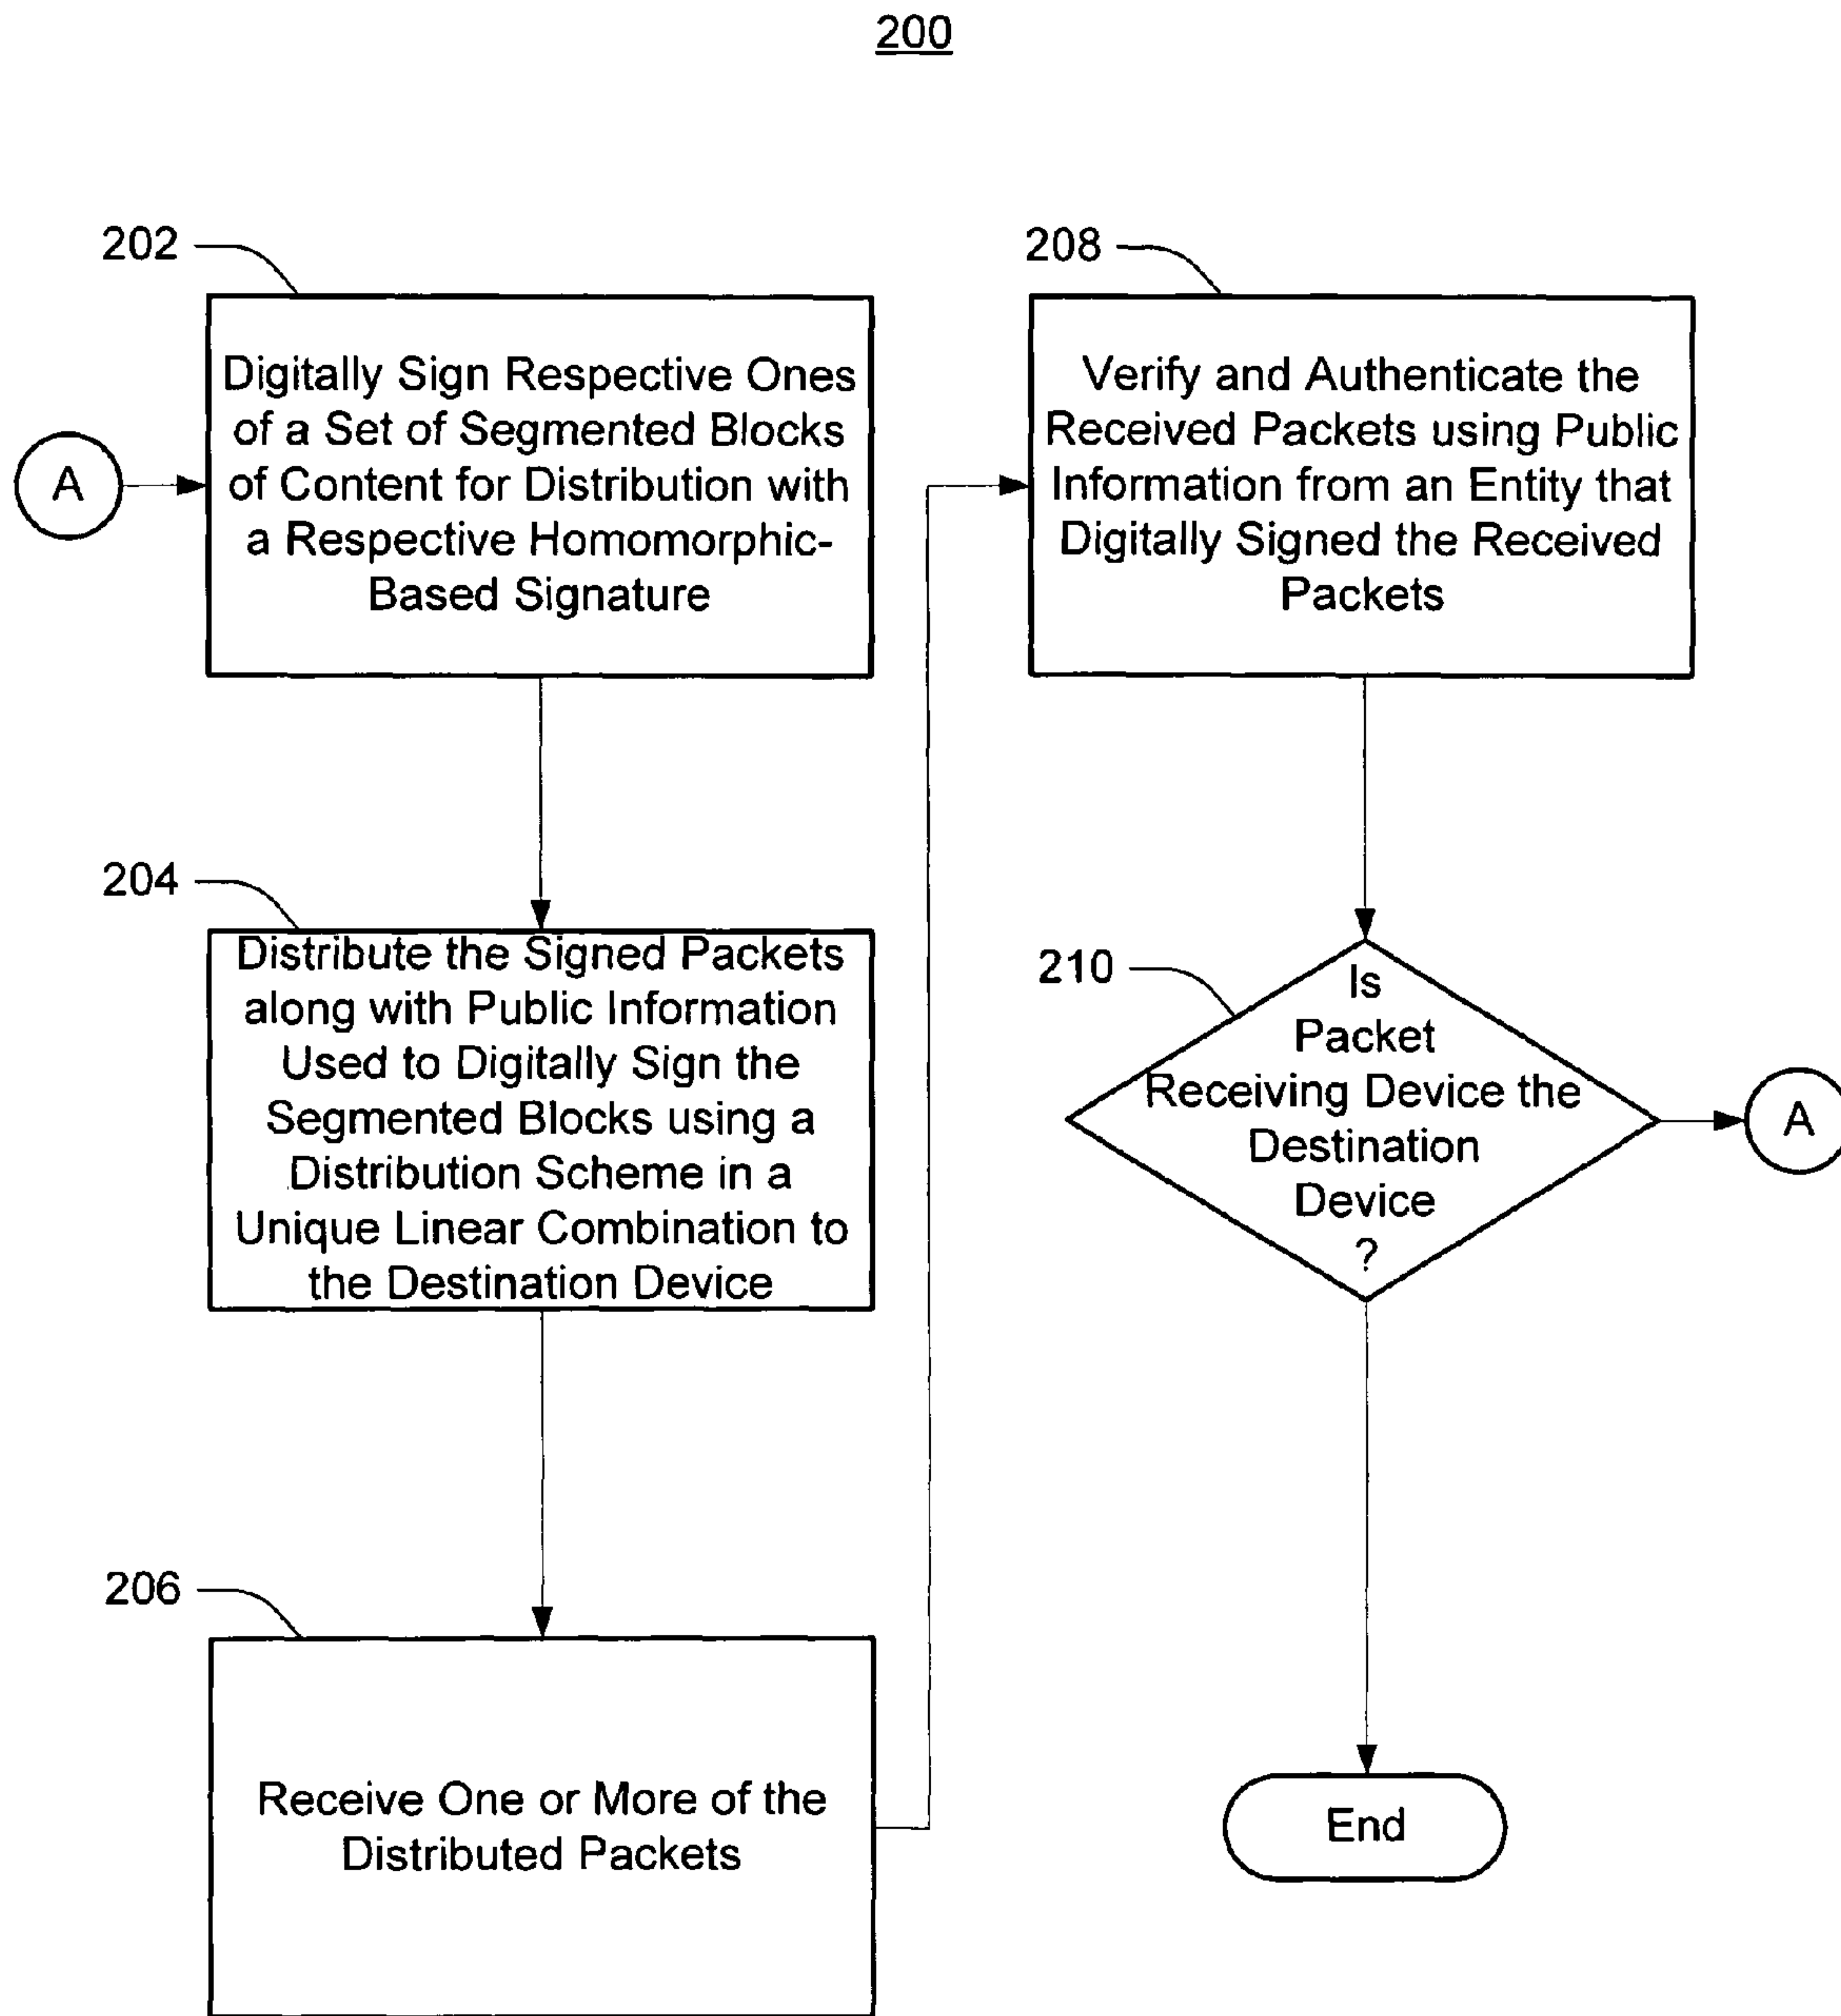 200
202
Digitally Sign Respective Ones
of a Set of Segmented Blocks
of Content for Distribution with
a Respective Homomorphic-
Based Signature
A
204
Distribute the Signed Packets
along with Public Information
Used to Digitally Sign the
Segmented Blocks using a
Distribution Scheme in a
Unique Linear Combination to
the Destination Device
206
Receive One or More of the
Distributed Packets
208
Verify and Authenticate the
Received Packets using Public
Information from an Entity that
Digitally Signed the Received
Packets
210
Is
Packet
Receiving Device the
Destination
Device
?
A
End